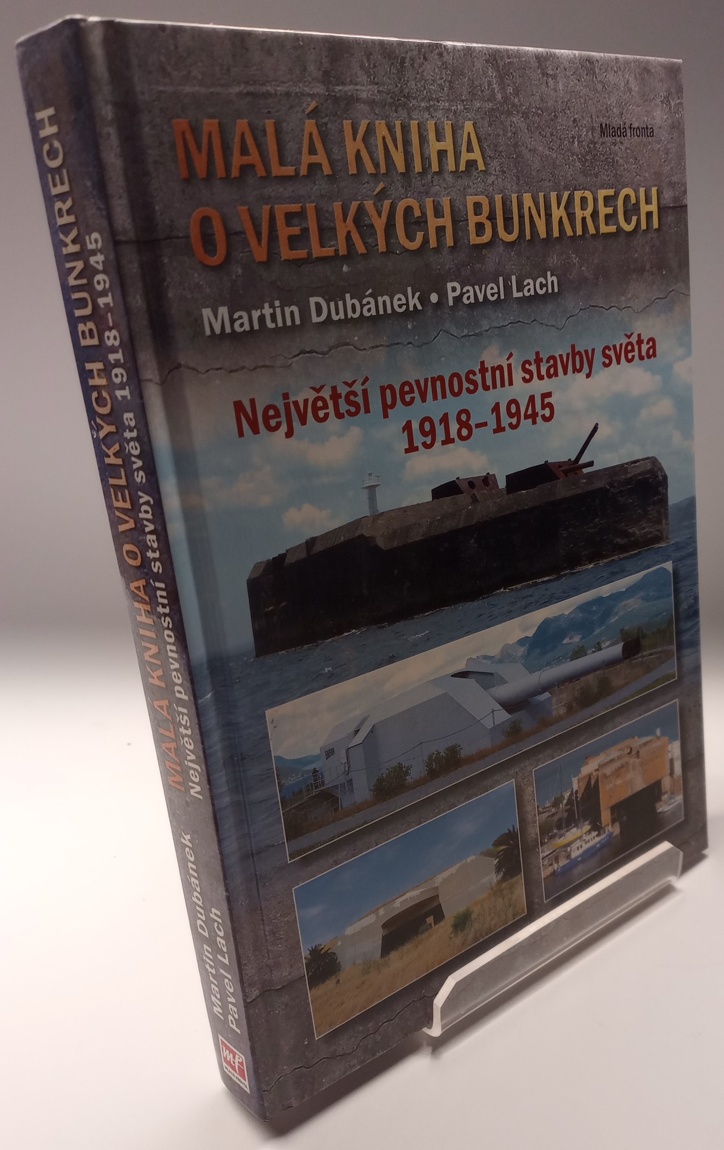 Mladá fronta
MALÁ KNIHA
O VELKÝCH BUNKRECH
Martin Dubánek • Pavel Lach
Největší pevnostní stavby světa
1918–1945
MALÁ KNIHA O VELKÝCH BUNKRECH
Největší pevnostní stavby světa 1918–1945
Martin Dubánek
Pavel Lach
mf